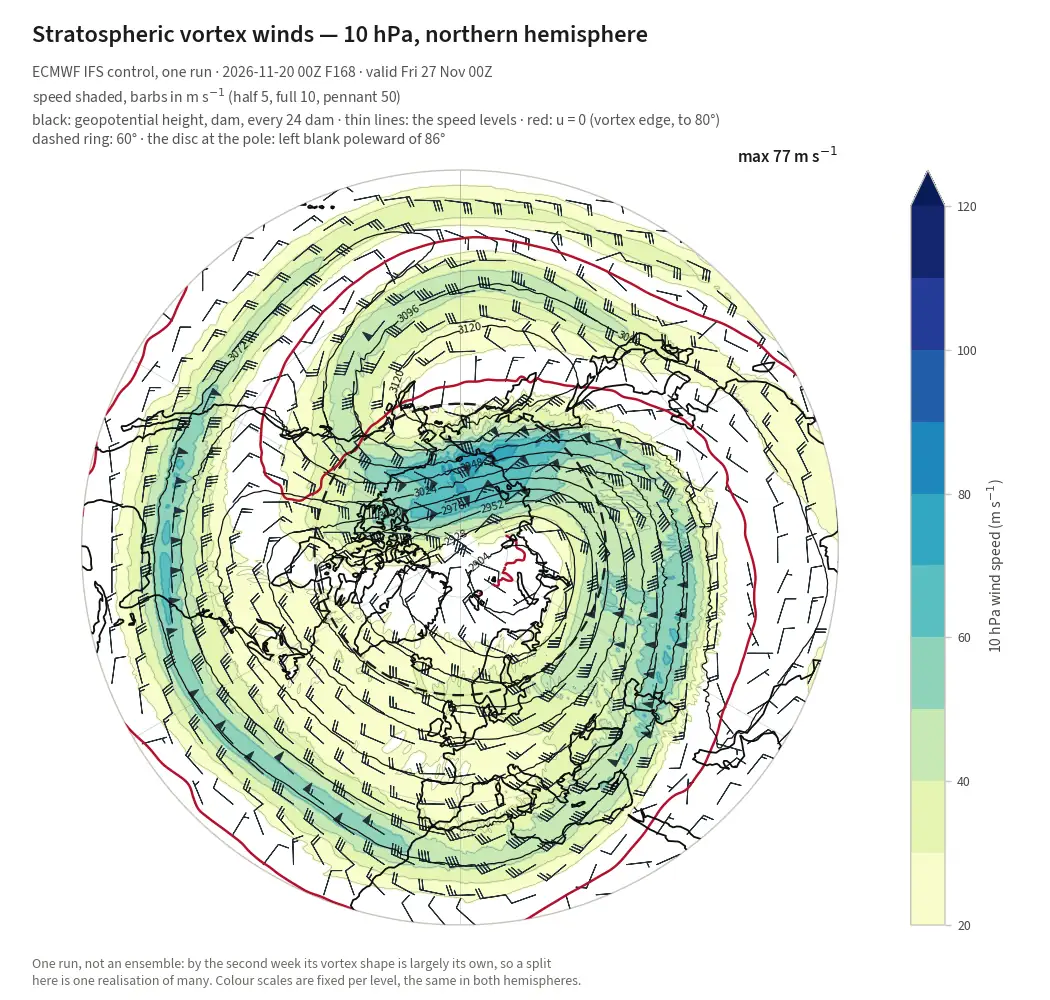 Stratospheric vortex winds — 10 hPa, northern hemisphere
ECMWF IFS control, one run · 2026-11-20 00Z F168 · valid Fri 27 Nov 00Z
speed shaded, barbs in m s⁻¹ (half 5, full 10, pennant 50)
black: geopotential height, dam, every 24 dam · thin lines: the speed levels · red: u = 0 (vortex edge, to 80°)
dashed ring: 60° · the disc at the pole: left blank poleward of 86°
max 77 m s⁻¹
120
100
80
60
40
20
10 hPa wind speed (m s⁻¹)
3096
3120
3072
3120
2976
2952
2904
One run, not an ensemble: by the second week its vortex shape is largely its own, so a split
here is one realisation of many. Colour scales are fixed per level, the same in both hemispheres.